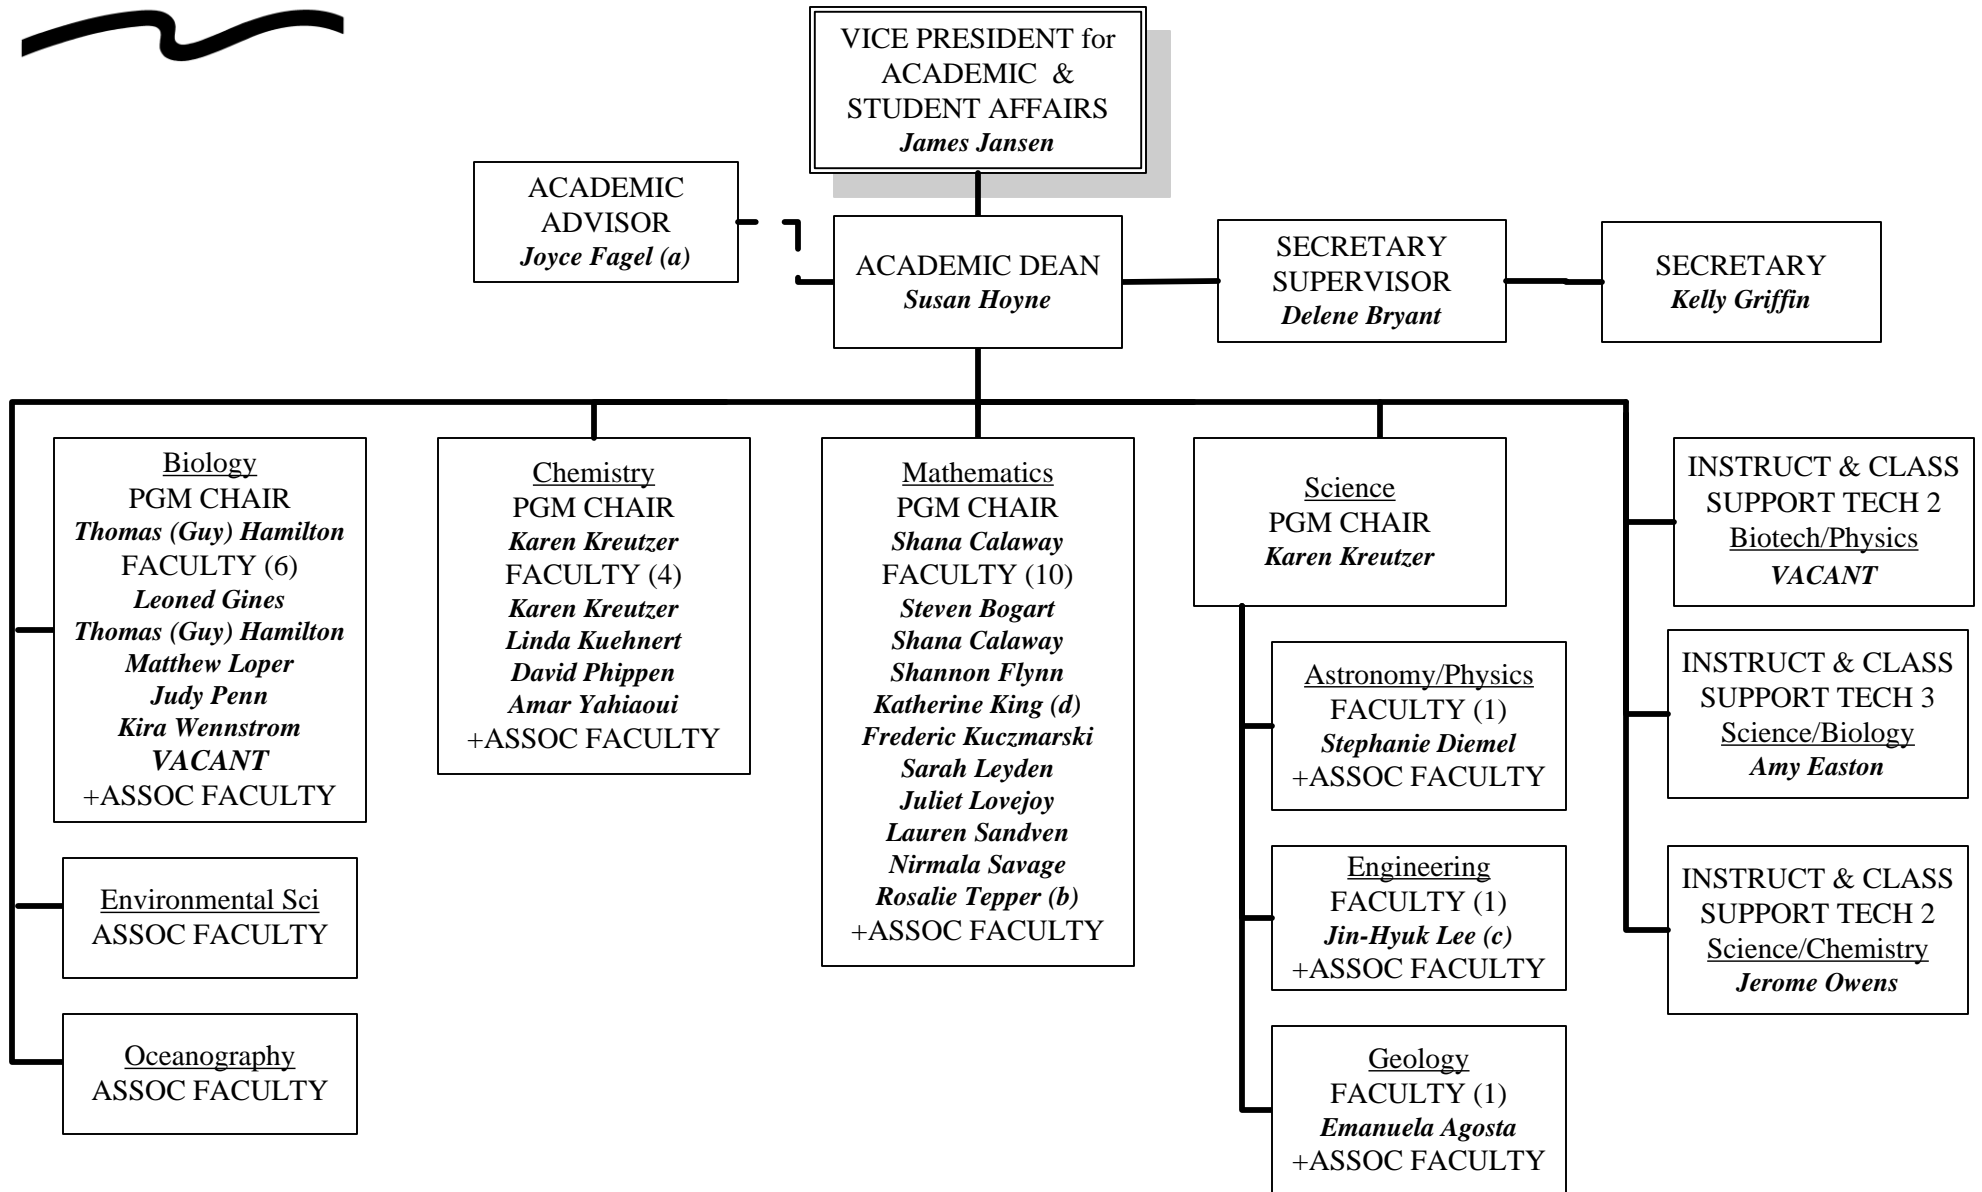 VICE PRESIDENT for
ACADEMIC &
STUDENT AFFAIRS
James Jansen
ACADEMIC
ADVISOR
Joyce Fagel (a)
ACADEMIC DEAN
Susan Hoyne
SECRETARY
SUPERVISOR
Delene Bryant
SECRETARY
Kelly Griffin
Biology
PGM CHAIR
Thomas (Guy) Hamilton
FACULTY (6)
Leoned Gines
Thomas (Guy) Hamilton
Matthew Loper
Judy Penn
Kira Wennstrom
VACANT
+ASSOC FACULTY
Environmental Sci
ASSOC FACULTY
Oceanography
ASSOC FACULTY
Chemistry
PGM CHAIR
Karen Kreutzer
FACULTY (4)
Karen Kreutzer
Linda Kuehnert
David Phippen
Amar Yahiaoui
+ASSOC FACULTY
Mathematics
PGM CHAIR
Shana Calaway
FACULTY (10)
Steven Bogart
Shana Calaway
Shannon Flynn
Katherine King (d)
Frederic Kuczmarski
Sarah Leyden
Juliet Lovejoy
Lauren Sandven
Nirmala Savage
Rosalie Tepper (b)
+ASSOC FACULTY
Science
PGM CHAIR
Karen Kreutzer
Astronomy/Physics
FACULTY (1)
Stephanie Diemel
+ASSOC FACULTY
Engineering
FACULTY (1)
Jin-Hyuk Lee (c)
+ASSOC FACULTY
Geology
FACULTY (1)
Emanuela Agosta
+ASSOC FACULTY
INSTRUCT & CLASS
SUPPORT TECH 2
Biotech/Physics
VACANT
INSTRUCT & CLASS
SUPPORT TECH 3
Science/Biology
Amy Easton
INSTRUCT & CLASS
SUPPORT TECH 2
Science/Chemistry
Jerome Owens